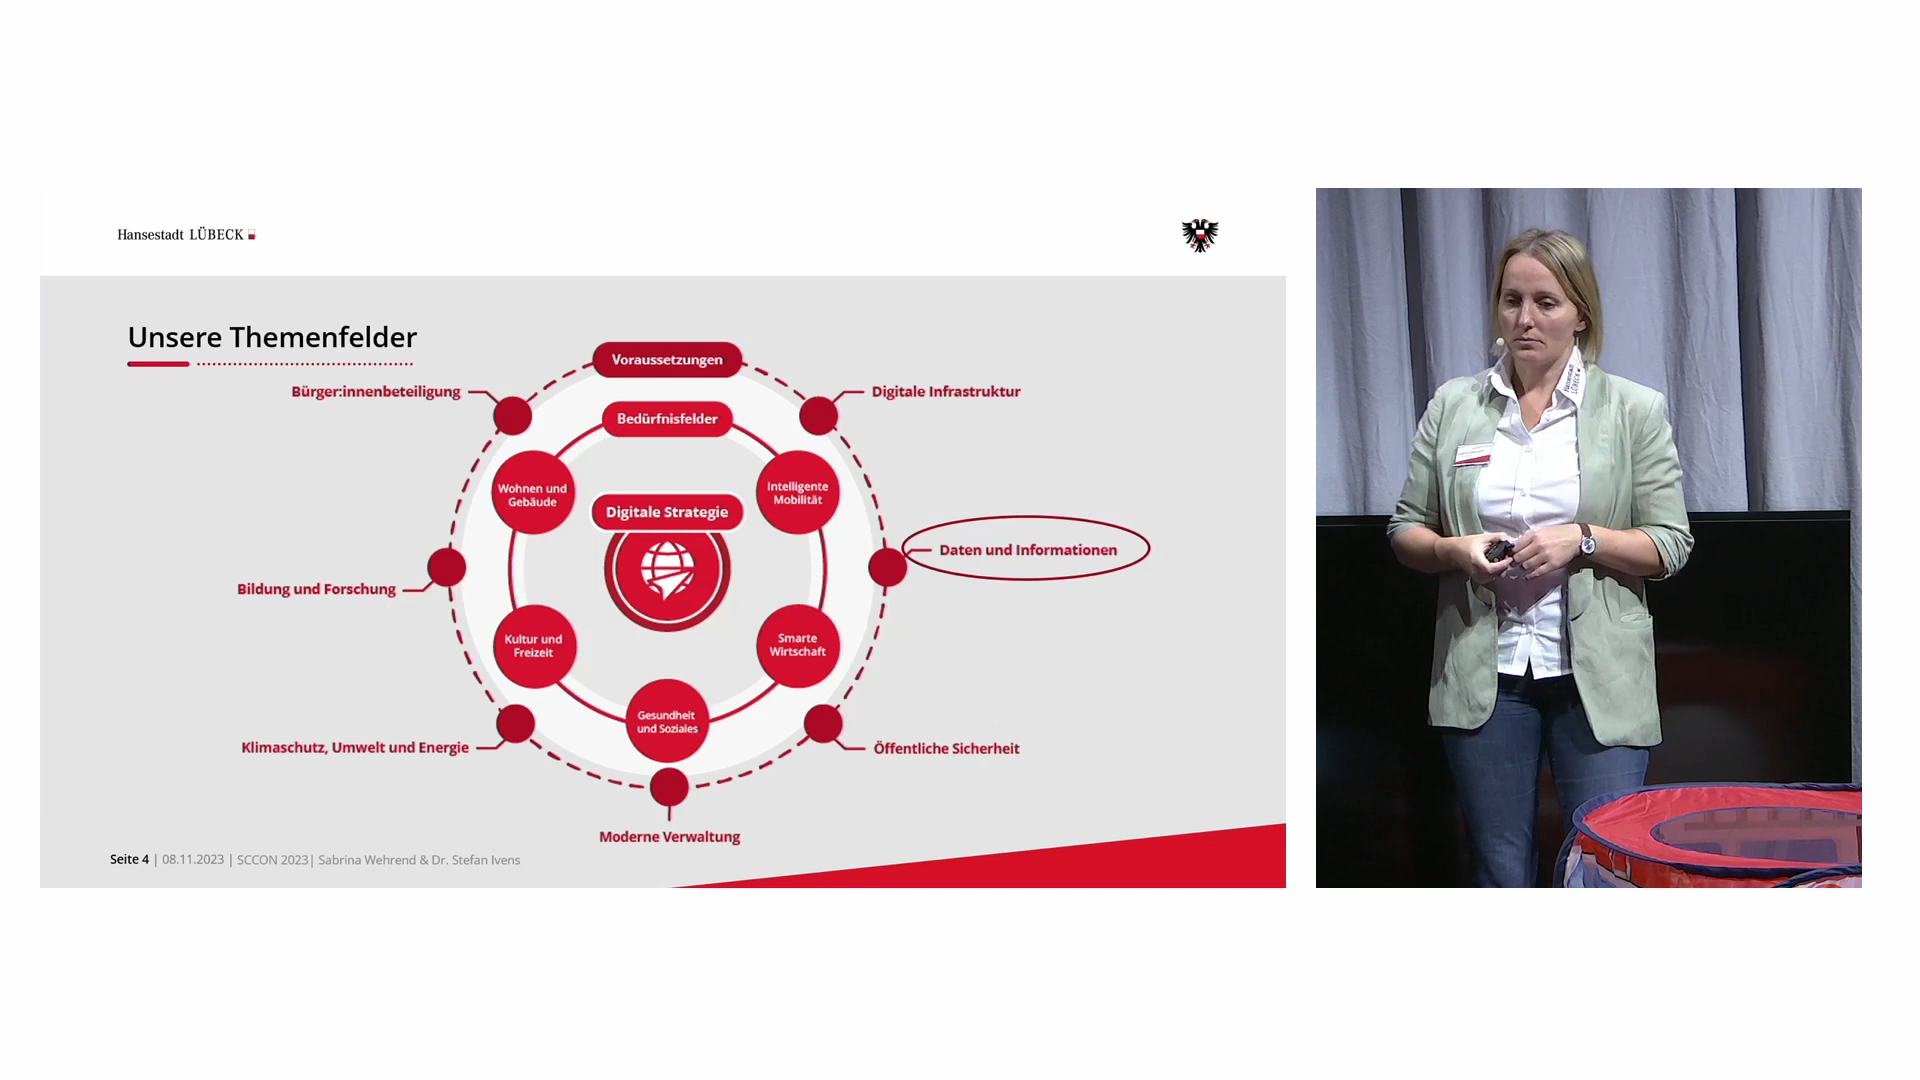 Hansestadt LÜBECK
Unsere Themenfelder
Voraussetzungen
Bürger:innenbeteiligung
Digitale Infrastruktur
Bedürfnisfelder
Wohnen und
Gebäude
Intelligente
Mobilität
Digitale Strategie
Daten und Informationen
Bildung und Forschung
Kultur und
Freizeit
Smarte
Wirtschaft
Gesundheit
und Soziales
Klimaschutz, Umwelt und Energie
Öffentliche Sicherheit
Moderne Verwaltung
Seite 4 | 08.11.2023 | SCCON 2023| Sabrina Wehrend & Dr. Stefan Ivens
Hansestadt
LÜBECK